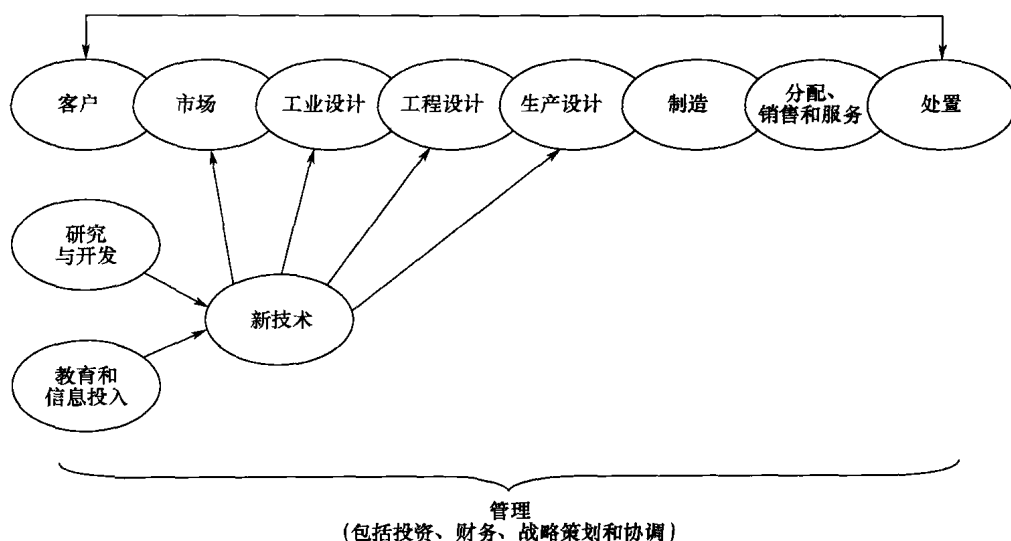 客户
市场
工业设计
工程设计
生产设计
制造
分配、
销售和服务
处置
研究
与开发
新技术
教育和
信息投入
管理
(包括投资、财务、战略策划和协调)